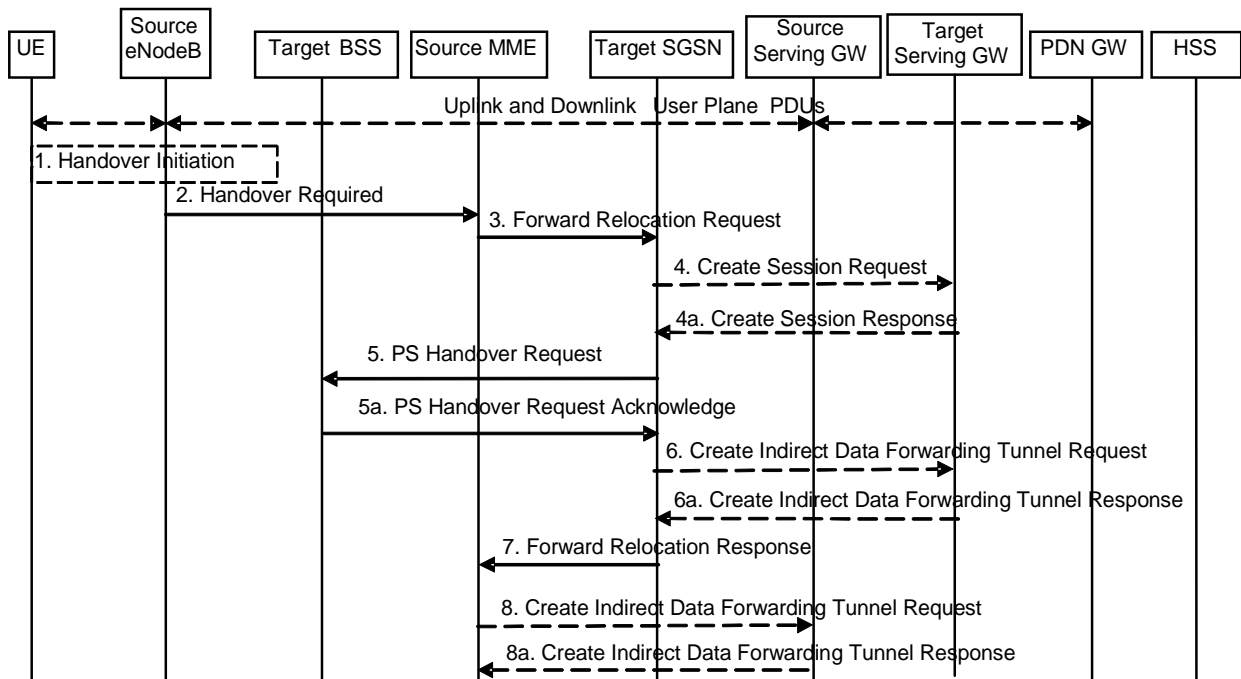 UE
Source
eNodeB
Target BSS
Source MME
Target SGSN
Source
Serving GW
Target
Serving GW
PDN GW
HSS
Uplink and Downlink User Plane PDUs
1. Handover Initiation
2. Handover Required
3. Forward Relocation Request
4. Create Session Request
4a. Create Session Response
5. PS Handover Request
5a. PS Handover Request Acknowledge
6. Create Indirect Data Forwarding Tunnel Request
6a. Create Indirect Data Forwarding Tunnel Response
7. Forward Relocation Response
8. Create Indirect Data Forwarding Tunnel Request
8a. Create Indirect Data Forwarding Tunnel Response